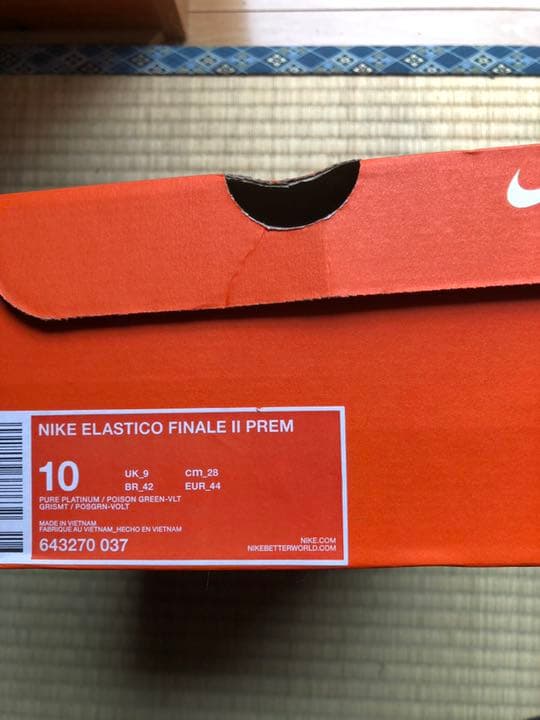 NIKE ELASTICO FINALE II PREM
10 UK_9 cm_28
BR_42 EUR_44
PURE PLATINUM / POISON GREEN-VLT
GRISMT / POSGRN-VOLT
MADE IN VIETNAM
FABRIQUÉ AU VIETNAM_HECHO EN VIETNAM
643270 037
NIKE.COM
NIKEBETTERWORLD.COM